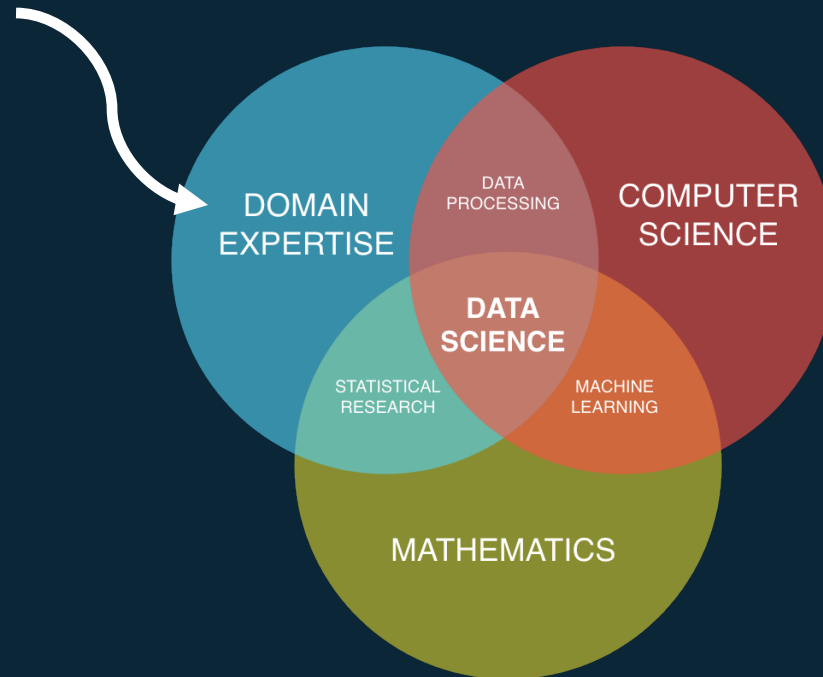 DOMAIN
EXPERTISE
DATA
PROCESSING
COMPUTER
SCIENCE
DATA
SCIENCE
STATISTICAL
RESEARCH
MACHINE
LEARNING
MATHEMATICS